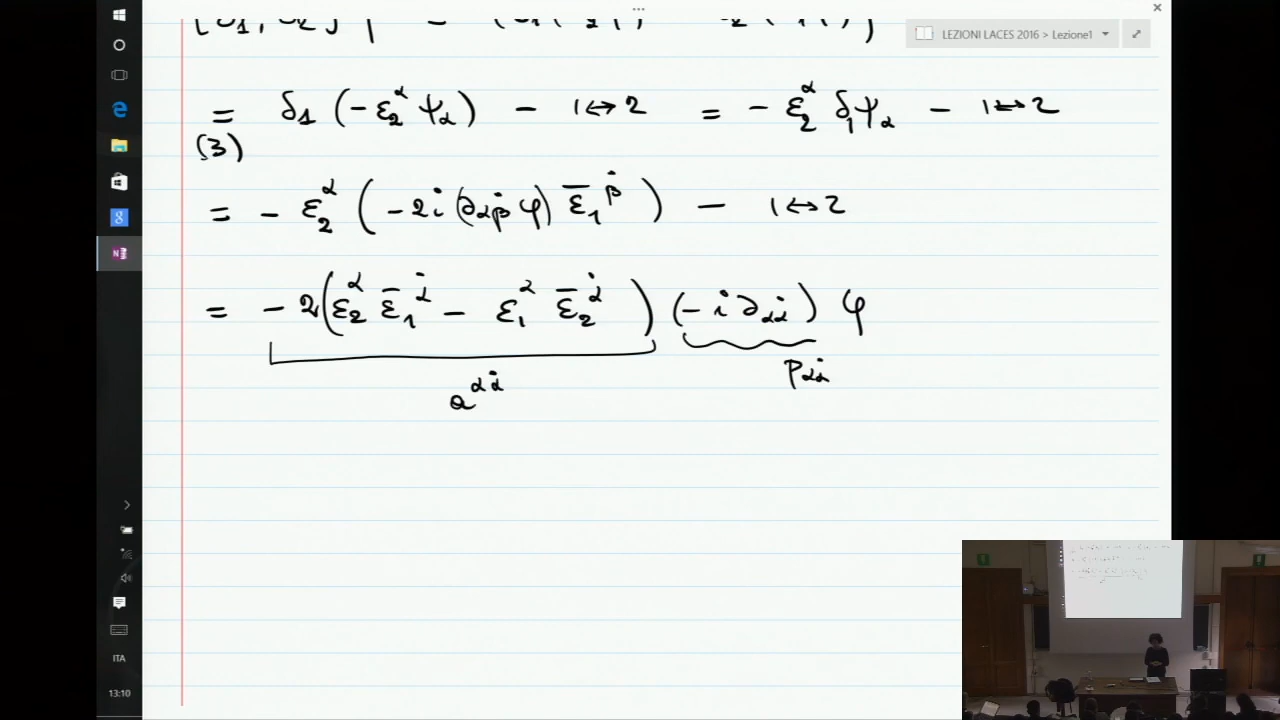 LEZIONI LACES 2016 > Lezione1
= δ₁ (-ε₂^α ψ_α) - 1↔2 = - ε₂^α δ₁ψ_α - 1↔2
(3)
= - ε₂^α (-2i (∂_{αβ̇} φ) ε̄₁^{β̇}) - 1↔2
= -2(ε₂^α ε̄₁^{α̇} - ε₁^α ε̄₂^{α̇}) (-i ∂_{αα̇}) φ
a^{αα̇} P_{αα̇}
ITA
13:10